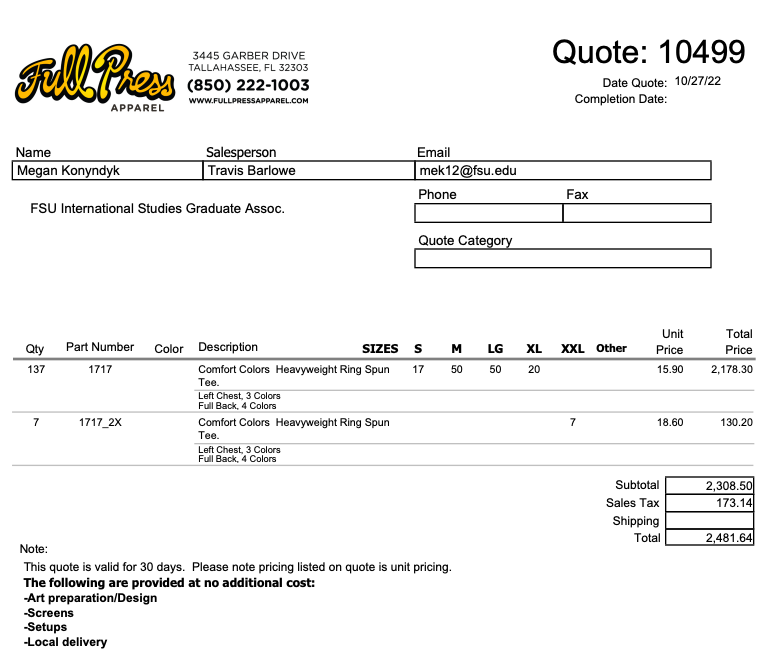 Full Press
APPAREL
3445 GARBER DRIVE
TALLAHASSEE, FL 32303
(850) 222-1003
WWW.FULLPRESSAPPAREL.COM
Quote: 10499
Date Quote: 10/27/22
Completion Date:
Name Salesperson Email
Megan Konyndyk Travis Barlowe mek12@fsu.edu
FSU International Studies Graduate Assoc.
Phone Fax
Quote Category
Qty Part Number Color Description SIZES S M LG XL XXL Other Unit Price Total Price
137 1717 Comfort Colors Heavyweight Ring Spun 17 50 50 20 15.90 2,178.30
Tee.
Left Chest, 3 Colors
Full Back, 4 Colors
7 1717_2X Comfort Colors Heavyweight Ring Spun 7 18.60 130.20
Tee.
Left Chest, 3 Colors
Full Back, 4 Colors
Subtotal 2,308.50
Sales Tax 173.14
Shipping
Total 2,481.64
Note:
This quote is valid for 30 days. Please note pricing listed on quote is unit pricing.
The following are provided at no additional cost:
-Art preparation/Design
-Screens
-Setups
-Local delivery